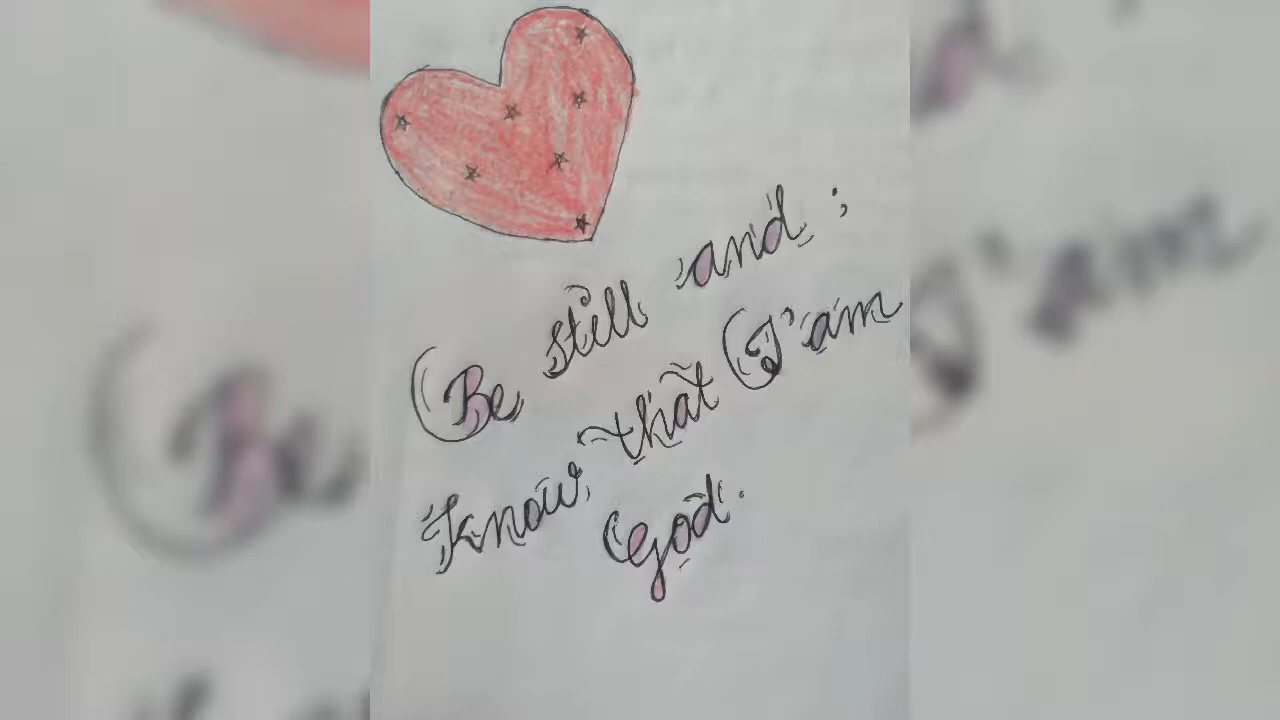 Be still and ;
know, that I'am
God.